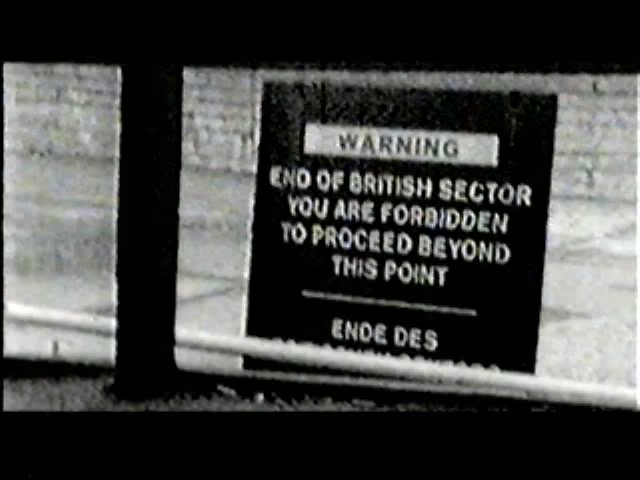 WARNING
END OF BRITISH SECTOR
YOU ARE FORBIDDEN
TO PROCEED BEYOND
THIS POINT
ENDE DES